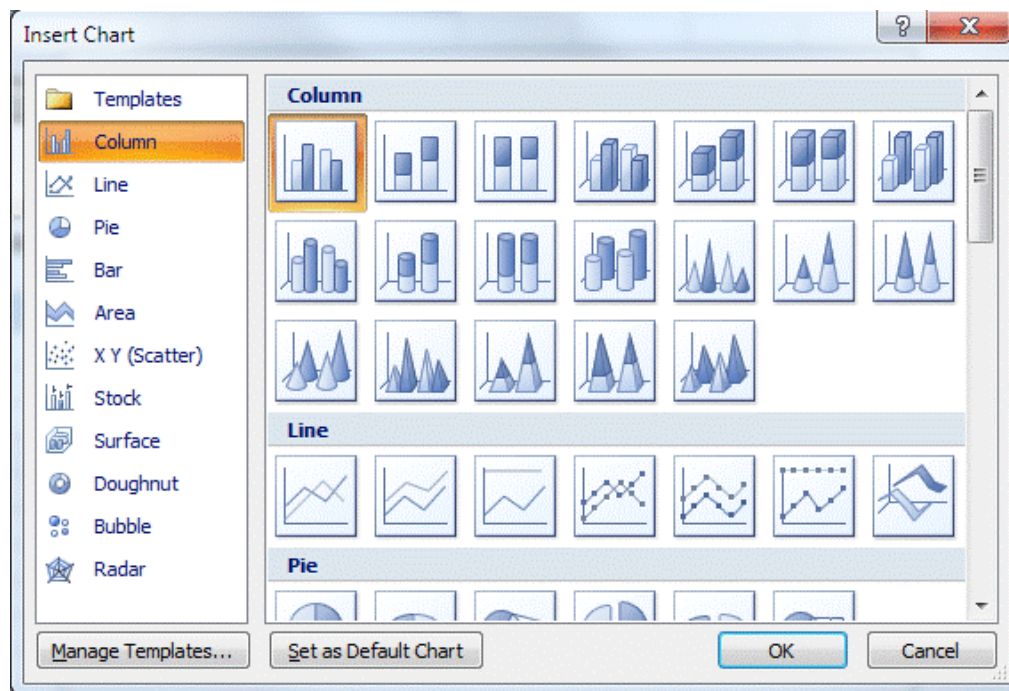 Insert Chart
?
X
Templates
Column
Line
Pie
Bar
Area
X Y (Scatter)
Stock
Surface
Doughnut
Bubble
Radar
Column
Line
Pie
Manage Templates...
Set as Default Chart
OK
Cancel